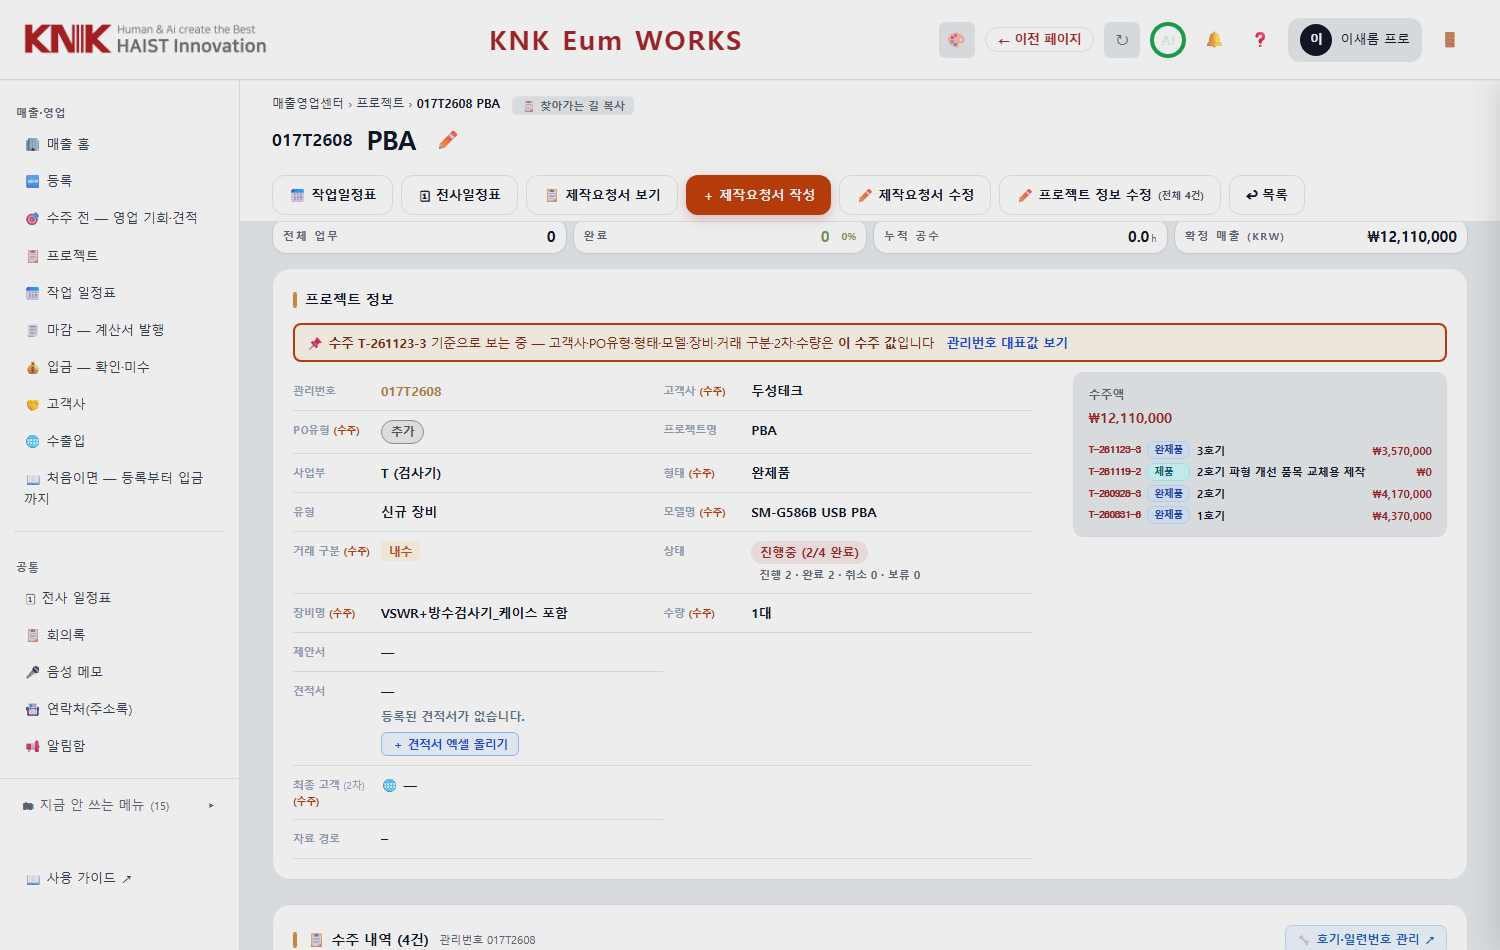 KNK Human & Ai create the Best
HAIST Innovation
KNK Eum WORKS
← 이전 페이지
↻
AI
이 이새롬 프로
매출·영업
매출 홈
등록
수주 전 — 영업 기회·견적
프로젝트
작업 일정표
마감 — 계산서 발행
입금 — 확인·미수
고객사
수출입
처음이면 — 등록부터 입금
까지
공통
전사 일정표
회의록
음성 메모
연락처(주소록)
알림함
지금 안 쓰는 메뉴 (15) ▸
사용 가이드 ↗
매출영업센터 › 프로젝트 › 017T2608 PBA 찾아가는 길 복사
017T2608 PBA
작업일정표
전사일정표
제작요청서 보기
+ 제작요청서 작성
제작요청서 수정
프로젝트 정보 수정 (전체 4건)
↩ 목록
전체 업무 0
완료 0 0%
누적 공수 0.0h
확정 매출 (KRW) ₩12,110,000
프로젝트 정보
수주 T-261123-3 기준으로 보는 중 — 고객사·PO유형·형태·모델·장비·거래 구분·2차·수량은 이 수주 값입니다 관리번호 대표값 보기
관리번호 017T2608
고객사 (수주) 두성테크
PO유형 (수주) 추가
프로젝트명 PBA
사업부 T (검사기)
형태 (수주) 완제품
유형 신규 장비
모델명 (수주) SM-G586B USB PBA
거래 구분 (수주) 내수
상태 진행중 (2/4 완료)
진행 2 · 완료 2 · 취소 0 · 보류 0
장비명 (수주) VSWR+방수검사기_케이스 포함
수량 (수주) 1대
제안서 —
견적서 —
등록된 견적서가 없습니다.
+ 견적서 엑셀 올리기
최종 고객 (2차)
(수주) —
자료 경로 –
수주액
₩12,110,000
T-261123-3 완제품 3호기 ₩3,570,000
T-261119-2 제품 2호기 파형 개선 품목 교체용 제작 ₩0
T-260928-3 완제품 2호기 ₩4,170,000
T-260831-6 완제품 1호기 ₩4,370,000
수주 내역 (4건) 관리번호 017T2608
호기·일련번호 관리 ↗